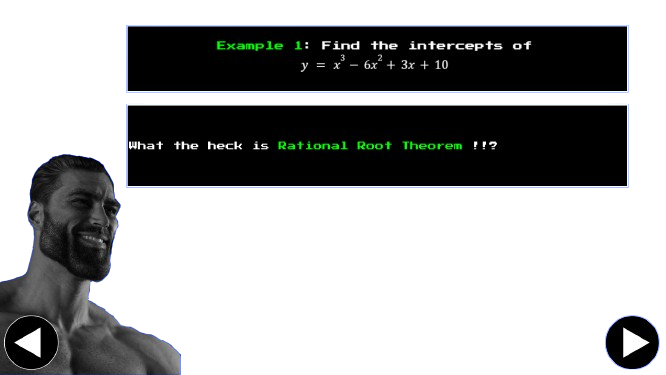 Example 1: Find the intercepts of
y = x³ − 6x² + 3x + 10
What the heck is Rational Root Theorem !!?